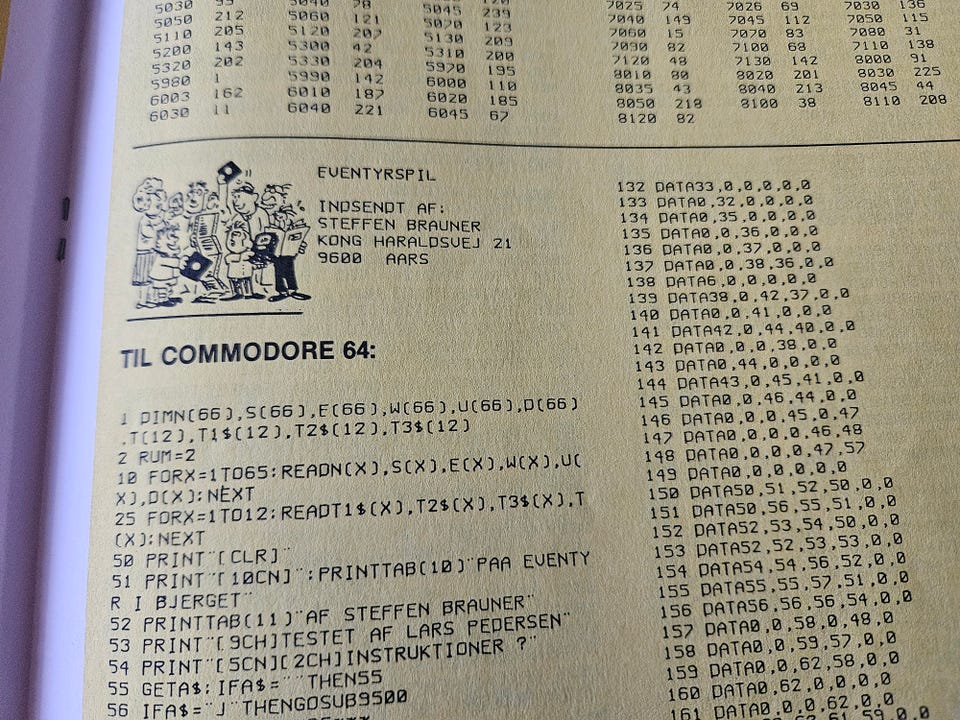 5030 5040 78
5050 212 5060 121 5045 239
5110 205 5120 207 5070 123
5200 143 5300 42 5130 209
5320 202 5330 204 5310 200
5980 1 5990 142 5970 195
6003 162 6010 187 6000 110
6030 11 6040 221 6020 185
6045 67
7025 74 7026 69 7030 136
7040 149 7045 112 7050 115
7060 15 7070 83 7080 31
7090 82 7100 68 7110 138
7120 48 7130 142 8000 91
8010 80 8020 201 8030 225
8035 43 8040 213 8045 44
8050 218 8100 38 8110 208
8120 82
EVENTYRSPIL
INDSENDT AF:
STEFFEN BRAUNER
KONG HARALDSVEJ 21
9600 AARS
TIL COMMODORE 64:
1 DIMN(66),S(66),E(66),W(66),U(66),D(66)
,T(12),T1$(12),T2$(12),T3$(12)
2 RUM=2
10 FORX=1TO65:READN(X),S(X),E(X),W(X),U(
X),D(X):NEXT
25 FORX=1TO12:READT1$(X),T2$(X),T3$(X),T
(X):NEXT
50 PRINT"[CLR]"
51 PRINT"[10CN]":PRINTTAB(10)"PAA EVENTY
R I BJERGET"
52 PRINTTAB(11)"AF STEFFEN BRAUNER"
53 PRINT"[9CH]TESTET AF LARS PEDERSEN"
54 PRINT"[5CN][2CH]INSTRUKTIONER ?"
55 GETA$:IFA$=""THEN55
56 IFA$="J"THENGOSUB9500
132 DATA33,0,0,0,0,0
133 DATA0,32,0,0,0,0
134 DATA0,35,0,0,0,0
135 DATA0,0,36,0,0,0
136 DATA0,0,37,0,0,0
137 DATA0,0,38,36,0,0
138 DATA6,0,0,0,0,0
139 DATA38,0,42,37,0,0
140 DATA0,0,41,0,0,0
141 DATA42,0,44,40,0,0
142 DATA0,0,0,38,0,0
143 DATA0,44,0,0,0,0
144 DATA43,0,45,41,0,0
145 DATA0,0,46,44,0,0
146 DATA0,0,0,45,0,47
147 DATA0,0,0,0,46,48
148 DATA0,0,0,0,47,57
149 DATA0,0,0,0,0,0
150 DATA50,51,52,50,0,0
151 DATA50,56,55,51,0,0
152 DATA52,53,54,50,0,0
153 DATA52,52,53,53,0,0
154 DATA54,54,56,52,0,0
155 DATA55,55,57,51,0,0
156 DATA56,56,56,54,0,0
157 DATA0,0,58,0,48,0
158 DATA0,0,59,57,0,0
159 DATA0,0,62,58,0,0
160 DATA0,62,0,0,0,0
161 DATA0,0,0,62,0,0